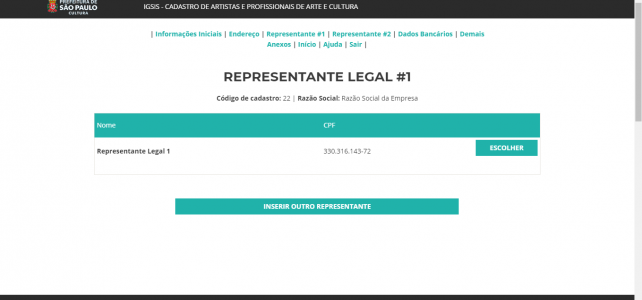 PREFEITURA DE
SÃO PAULO
CULTURA
IGSIS - CADASTRO DE ARTISTAS E PROFISSIONAIS DE ARTE E CULTURA
| Informações Iniciais | Endereço | Representante #1 | Representante #2 | Dados Bancários | Demais
Anexos | Início | Ajuda | Sair |
REPRESENTANTE LEGAL #1
Código de cadastro: 22 | Razão Social: Razão Social da Empresa
Nome CPF
Representante Legal 1 330.316.143-72 ESCOLHER
INSERIR OUTRO REPRESENTANTE